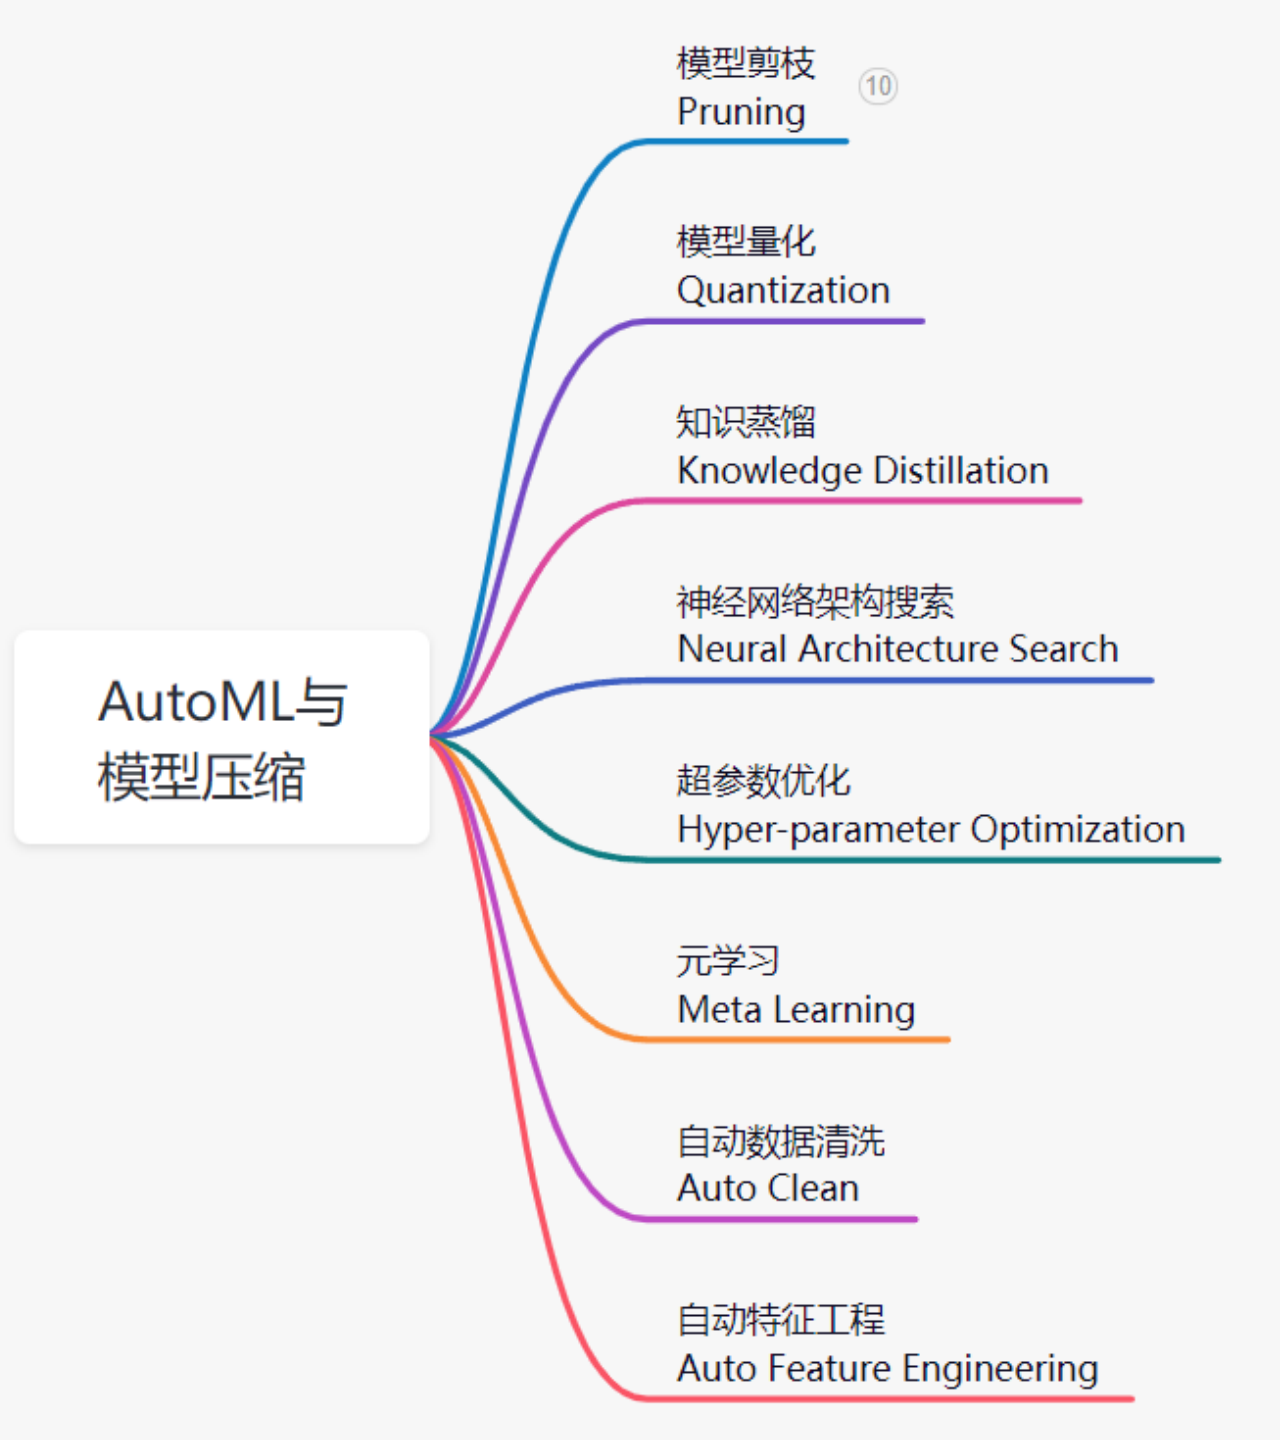 模型剪枝
Pruning
10
模型量化
Quantization
知识蒸馏
Knowledge Distillation
神经网络架构搜索
Neural Architecture Search
AutoML与
模型压缩
超参数优化
Hyper-parameter Optimization
元学习
Meta Learning
自动数据清洗
Auto Clean
自动特征工程
Auto Feature Engineering